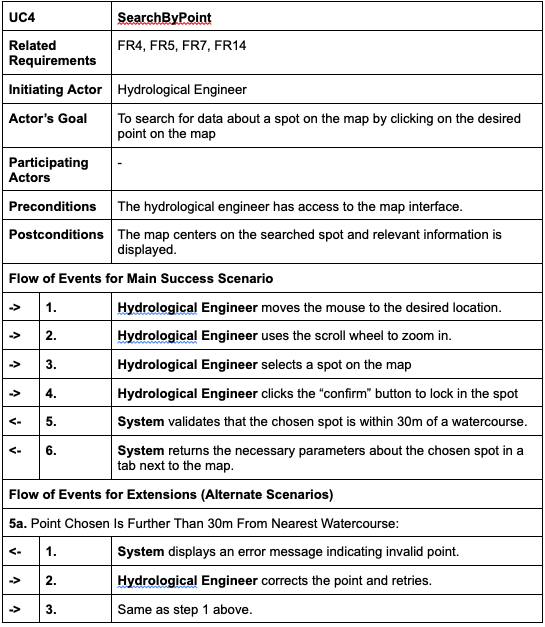 UC4 SearchByPoint
Related Requirements FR4, FR5, FR7, FR14
Initiating Actor Hydrological Engineer
Actor's Goal To search for data about a spot on the map by clicking on the desired
point on the map
Participating Actors -
Preconditions The hydrological engineer has access to the map interface.
Postconditions The map centers on the searched spot and relevant information is
displayed.
Flow of Events for Main Success Scenario
-> 1. Hydrological Engineer moves the mouse to the desired location.
-> 2. Hydrological Engineer uses the scroll wheel to zoom in.
-> 3. Hydrological Engineer selects a spot on the map
-> 4. Hydrological Engineer clicks the “confirm” button to lock in the spot
<- 5. System validates that the chosen spot is within 30m of a watercourse.
<- 6. System returns the necessary parameters about the chosen spot in a
tab next to the map.
Flow of Events for Extensions (Alternate Scenarios)
5a. Point Chosen Is Further Than 30m From Nearest Watercourse:
<- 1. System displays an error message indicating invalid point.
-> 2. Hydrological Engineer corrects the point and retries.
-> 3. Same as step 1 above.